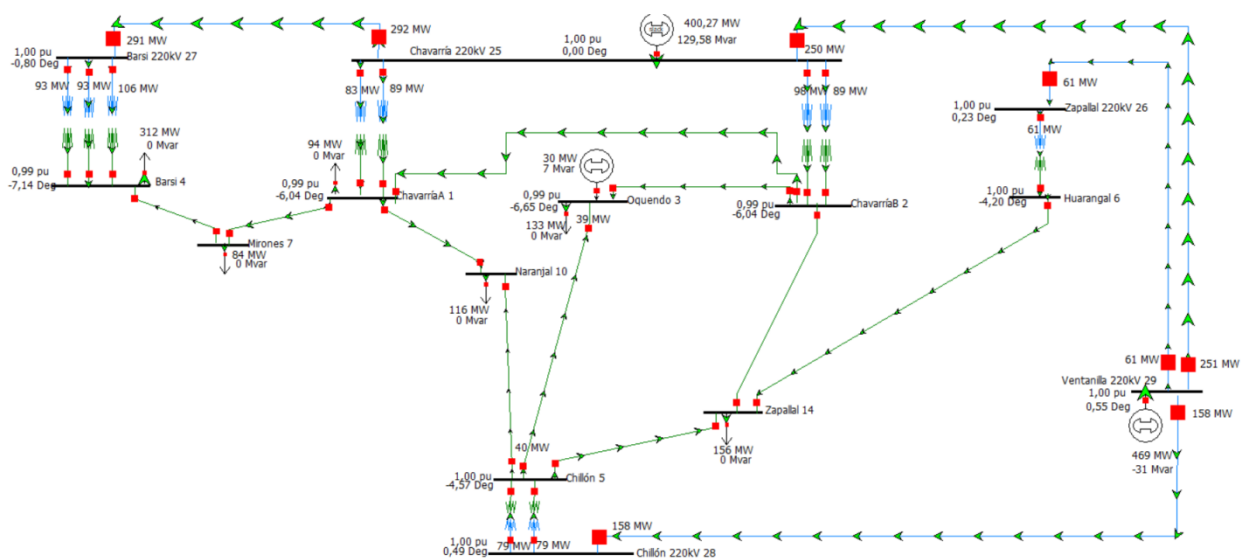 292 MW
291 MW
1,00 pu
Barsi 220kV 27
-0,80 Deg
93 MW
93 MW
106 MW
312 MW
0 Mvar
0,99 pu
-7,14 Deg
Barsi 4
Mirones 7
84 MW
0 Mvar
Chavarría 220kV 25
1,00 pu
0,00 Deg
400,27 MW
129,58 Mvar
83 MW
89 MW
94 MW
0 Mvar
0,99 pu
-6,04 Deg
ChavarríaA 1
Naranjal 10
116 MW
0 Mvar
30 MW
7 Mvar
0,99 pu
-6,65 Deg
Oquendo 3
39 MW
133 MW
0 Mvar
250 MW
98 MW
89 MW
0,99 pu
-6,04 Deg
ChavarríaB 2
61 MW
1,00 pu
Zapallal 220kV 26
0,23 Deg
61 MW
1,00 pu
-4,20 Deg
Huarangal 6
61 MW
251 MW
Ventanilla 220kV 29
1,00 pu
0,55 Deg
158 MW
469 MW
-31 Mvar
Zapallal 14
156 MW
0 Mvar
40 MW
1,00 pu
-4,57 Deg
Chillón 5
158 MW
1,00 pu
0,49 Deg
79 MW
79 MW
Chillón 220kV 28